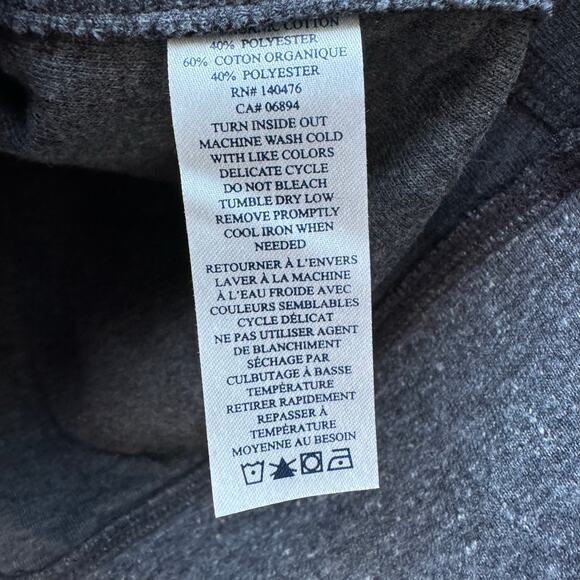 ORGANIC COTTON
40% POLYESTER
60% COTON ORGANIQUE
40% POLYESTER
RN# 140476
CA# 06894
TURN INSIDE OUT
MACHINE WASH COLD
WITH LIKE COLORS
DELICATE CYCLE
DO NOT BLEACH
TUMBLE DRY LOW
REMOVE PROMPTLY
COOL IRON WHEN
NEEDED
RETOURNER À L'ENVERS
LAVER À LA MACHINE
À L'EAU FROIDE AVEC
COULEURS SEMBLABLES
CYCLE DÉLICAT
NE PAS UTILISER AGENT
DE BLANCHIMENT
SÉCHAGE PAR
CULBUTAGE À BASSE
TEMPÉRATURE
RETIRER RAPIDEMENT
REPASSER À
TEMPÉRATURE
MOYENNE AU BESOIN